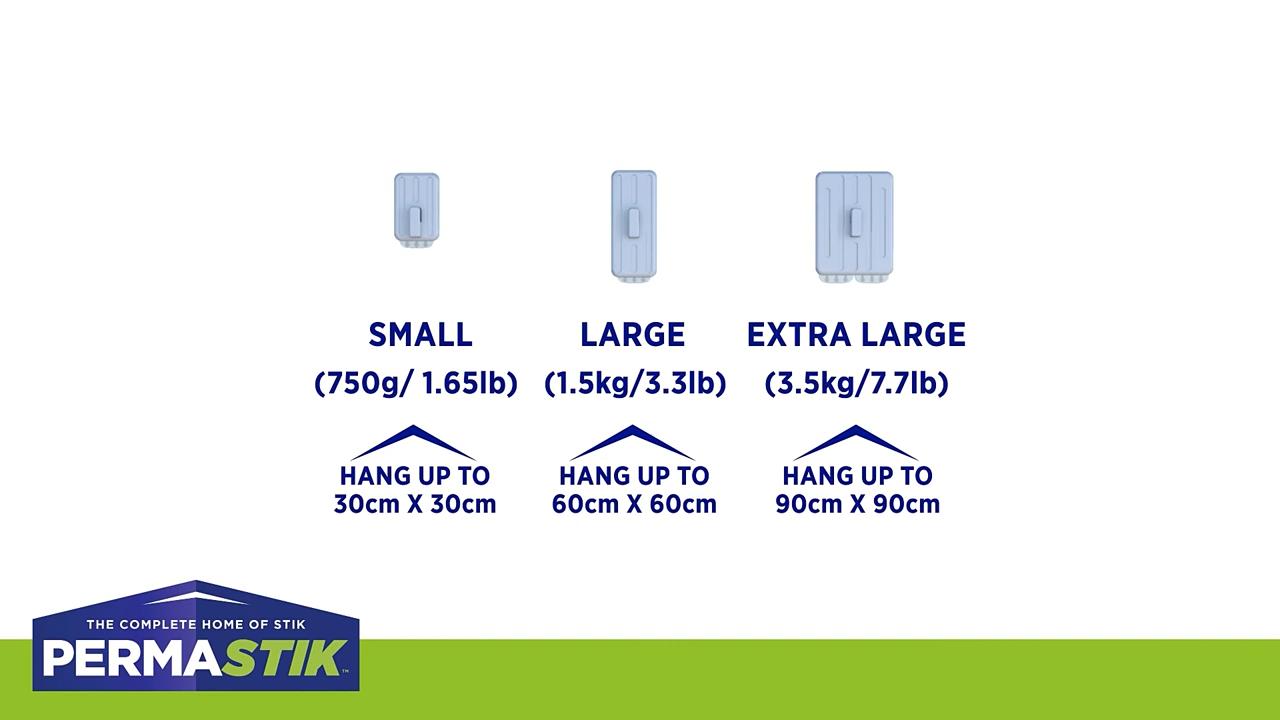 SMALL
LARGE
EXTRA LARGE
(750g/ 1.65lb)
(1.5kg/3.3lb)
(3.5kg/7.7lb)
HANG UP TO
30cm X 30cm
HANG UP TO
60cm X 60cm
HANG UP TO
90cm X 90cm
THE COMPLETE HOME OF STIK
PERMASTIK™